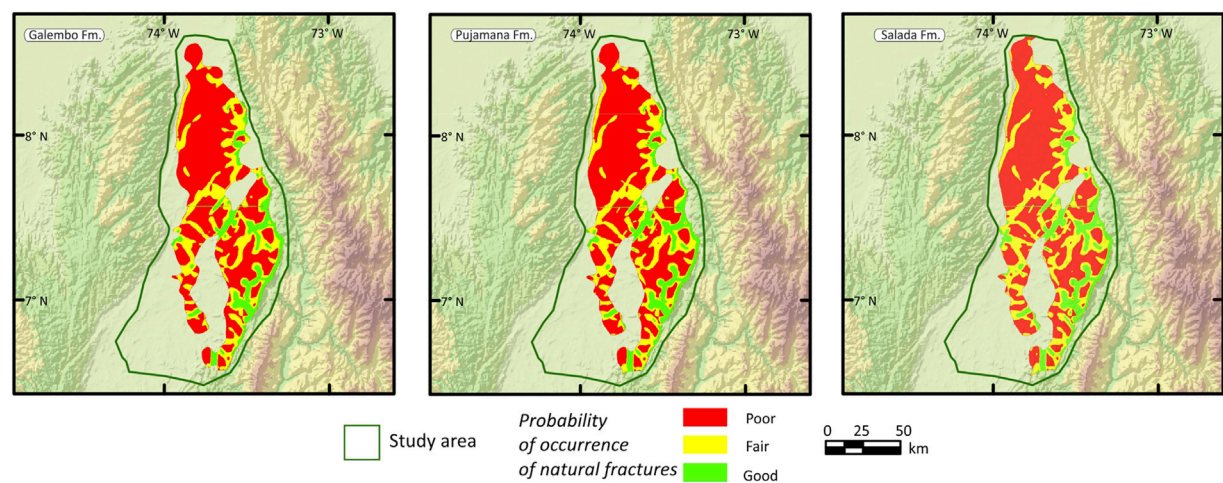 Galembo Fm.
74° W
73° W
8° N
7° N
Pujamana Fm.
74° W
73° W
8° N
7° N
Salada Fm.
74° W
73° W
8° N
7° N
Study area
Probability
of occurrence
of natural fractures
Poor
Fair
Good
0 25 50
km